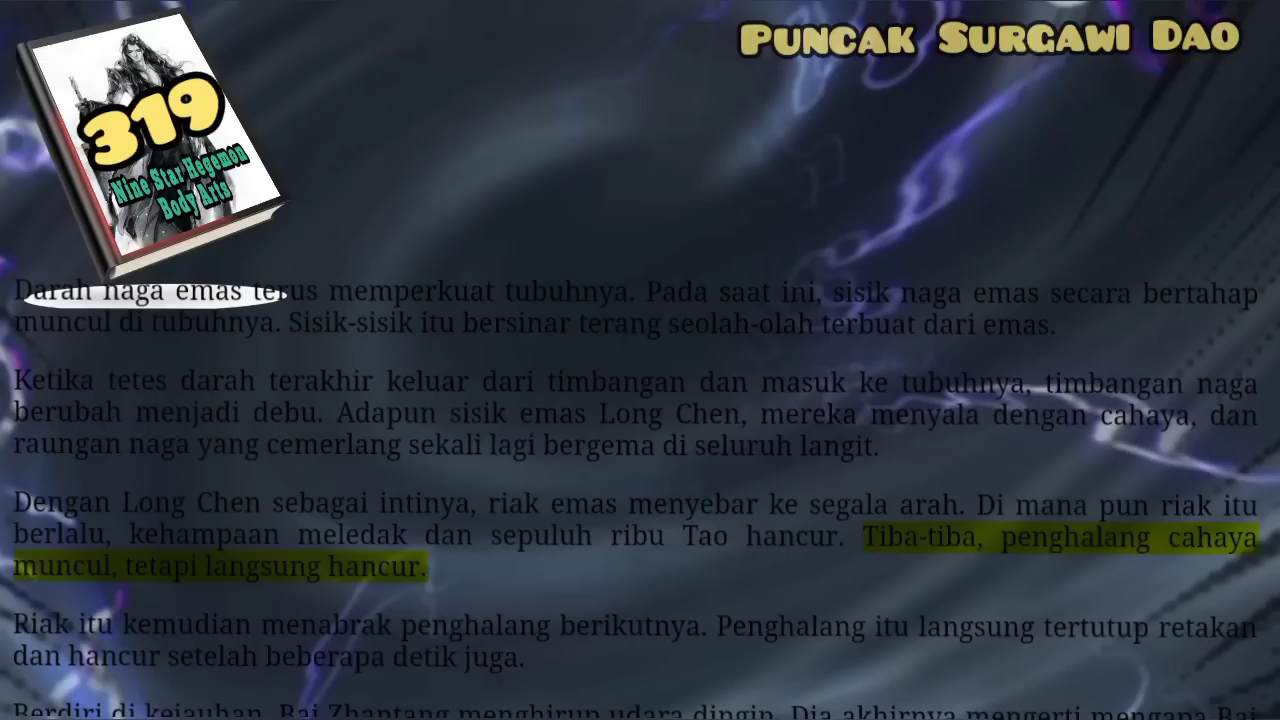 Puncak Surgawi Dao
319
Nine Star Hegemon
Body Arts
Darah naga emas terus memperkuat tubuhnya. Pada saat ini, sisik naga emas secara bertahap
muncul di tubuhnya. Sisik-sisik itu bersinar terang seolah-olah terbuat dari emas.
Ketika tetes darah terakhir keluar dari timbangan dan masuk ke tubuhnya, timbangan naga
berubah menjadi debu. Adapun sisik emas Long Chen, mereka menyala dengan cahaya, dan
raungan naga yang cemerlang sekali lagi bergema di seluruh langit.
Dengan Long Chen sebagai intinya, riak emas menyebar ke segala arah. Di mana pun riak itu
berlalu, kehampaan meledak dan sepuluh ribu Tao hancur. Tiba-tiba, penghalang cahaya
muncul, tetapi langsung hancur.
Riak itu kemudian menabrak penghalang berikutnya. Penghalang itu langsung tertutup retakan
dan hancur setelah beberapa detik juga.
Berdiri di kejauhan, Bai Zhantang menghirup udara dingin. Dia akhirnya mengerti mengapa Bai